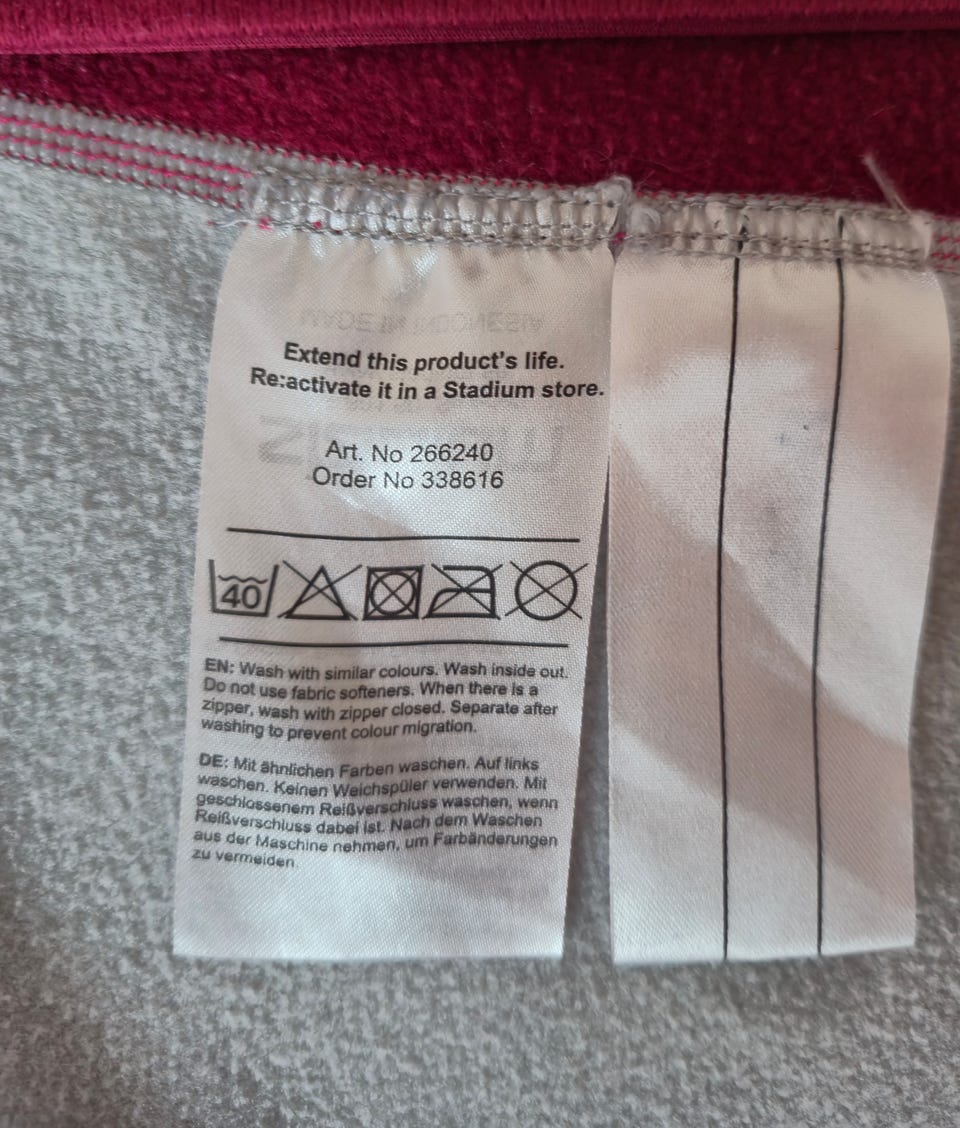 Extend this product's life.
Re:activate it in a Stadium store.
Art. No 266240
Order No 338616
40
EN: Wash with similar colours. Wash inside out.
Do not use fabric softeners. When there is a
zipper, wash with zipper closed. Separate after
washing to prevent colour migration.
DE: Mit ähnlichen Farben waschen. Auf links
waschen. Keinen Weichspüler verwenden. Mit
geschlossenem Reißverschluss waschen, wenn
Reißverschluss dabei ist. Nach dem Waschen
aus der Maschine nehmen, um Farbänderungen
zu vermeiden.